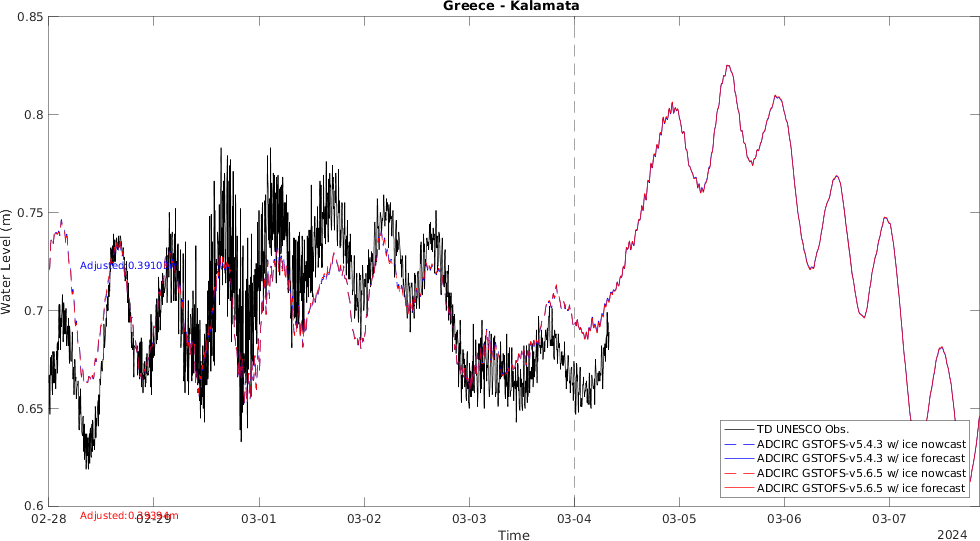 Greece - Kalamata
0.85
0.8
0.75
0.7
0.65
0.6
Water Level (m)
Adjusted:0.3910
Adjusted:0.39394m
02-28
02-29
03-01
03-02
03-03
03-04
03-05
03-06
03-07
Time
2024
TD UNESCO Obs.
ADCIRC GSTOFS-v5.4.3 w/ ice nowcast
ADCIRC GSTOFS-v5.4.3 w/ ice forecast
ADCIRC GSTOFS-v5.6.5 w/ ice nowcast
ADCIRC GSTOFS-v5.6.5 w/ ice forecast